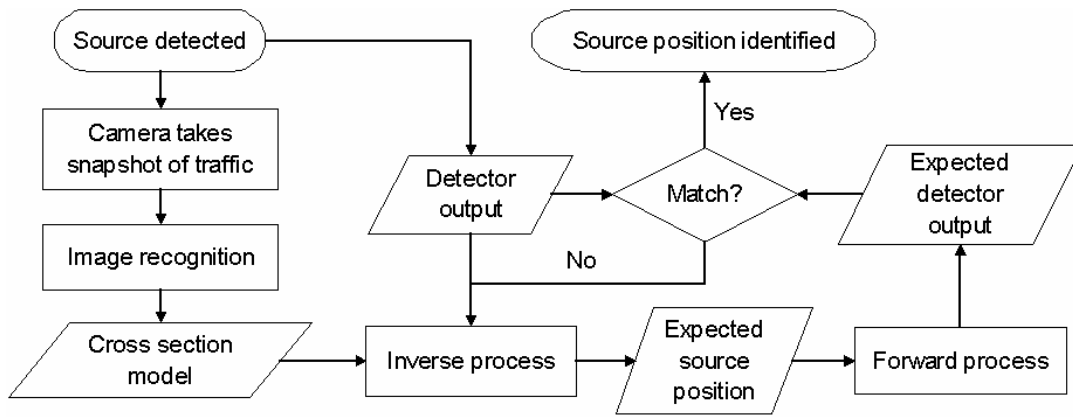 Source detected
Source position identified
Camera takes
snapshot of traffic
Yes
Detector
output
Match?
Expected
detector
output
Image recognition
No
Cross section
model
Inverse process
Expected
source
position
Forward process